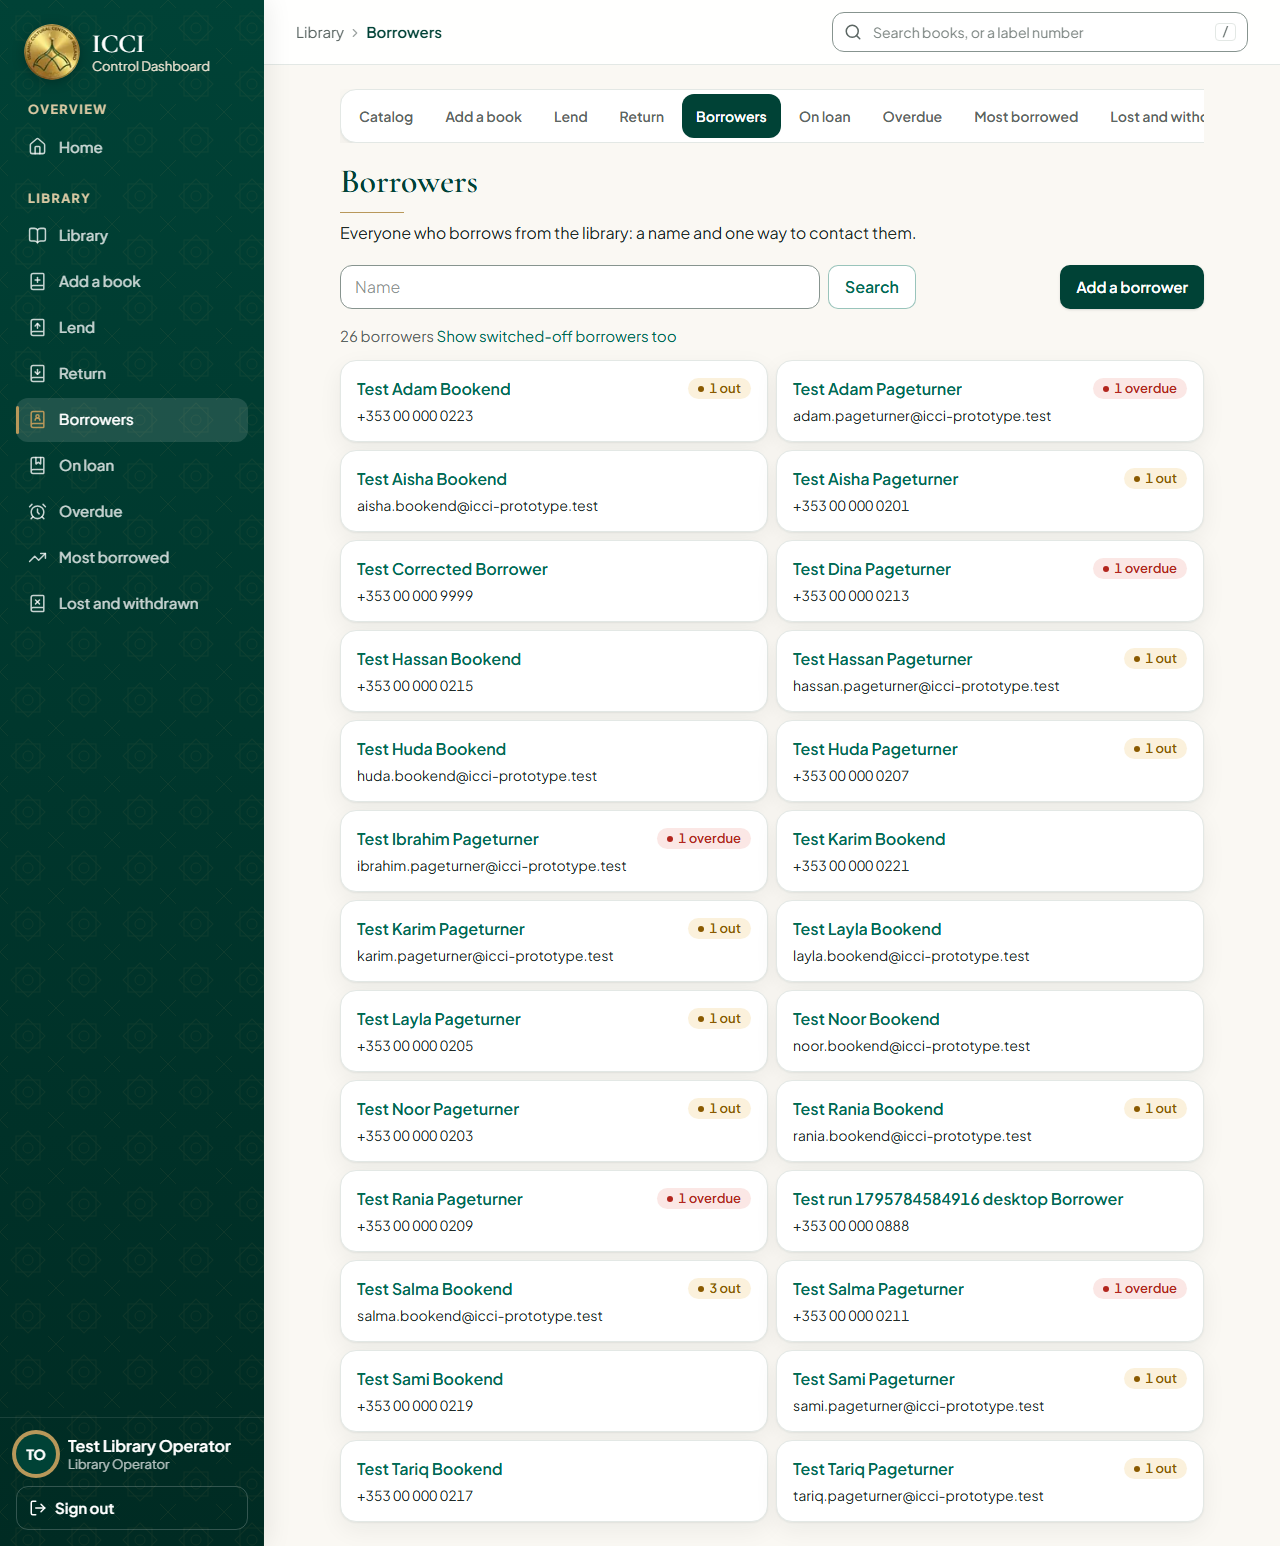 ICCI
Control Dashboard
OVERVIEW
Home
LIBRARY
Library
Add a book
Lend
Return
Borrowers
On loan
Overdue
Most borrowed
Lost and withdrawn
TO
Test Library Operator
Library Operator
Sign out
Library > Borrowers
Search books, or a label number /
Catalog Add a book Lend Return Borrowers On loan Overdue Most borrowed Lost and withd
Borrowers
Everyone who borrows from the library: a name and one way to contact them.
Name Search Add a borrower
26 borrowers Show switched-off borrowers too
Test Adam Bookend 1 out
+353 00 000 0223
Test Adam Pageturner 1 overdue
adam.pageturner@icci-prototype.test
Test Aisha Bookend
aisha.bookend@icci-prototype.test
Test Aisha Pageturner 1 out
+353 00 000 0201
Test Corrected Borrower
+353 00 000 9999
Test Dina Pageturner 1 overdue
+353 00 000 0213
Test Hassan Bookend
+353 00 000 0215
Test Hassan Pageturner 1 out
hassan.pageturner@icci-prototype.test
Test Huda Bookend
huda.bookend@icci-prototype.test
Test Huda Pageturner 1 out
+353 00 000 0207
Test Ibrahim Pageturner 1 overdue
ibrahim.pageturner@icci-prototype.test
Test Karim Bookend
+353 00 000 0221
Test Karim Pageturner 1 out
karim.pageturner@icci-prototype.test
Test Layla Bookend
layla.bookend@icci-prototype.test
Test Layla Pageturner 1 out
+353 00 000 0205
Test Noor Bookend
noor.bookend@icci-prototype.test
Test Noor Pageturner 1 out
+353 00 000 0203
Test Rania Bookend 1 out
rania.bookend@icci-prototype.test
Test Rania Pageturner 1 overdue
+353 00 000 0209
Test run 1795784584916 desktop Borrower
+353 00 000 0888
Test Salma Bookend 3 out
salma.bookend@icci-prototype.test
Test Salma Pageturner 1 overdue
+353 00 000 0211
Test Sami Bookend
+353 00 000 0219
Test Sami Pageturner 1 out
sami.pageturner@icci-prototype.test
Test Tariq Bookend
+353 00 000 0217
Test Tariq Pageturner 1 out
tariq.pageturner@icci-prototype.test